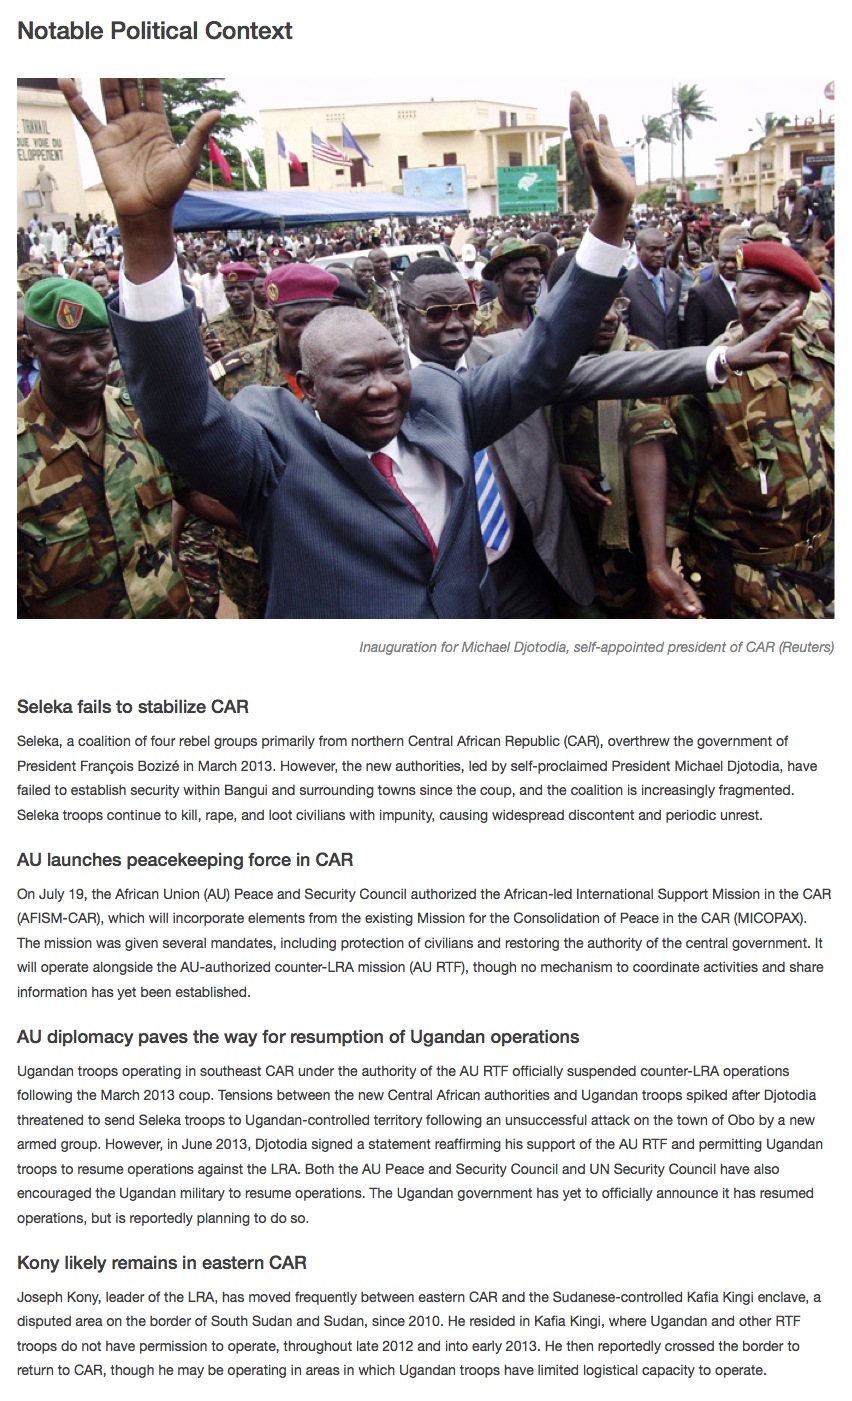 Notable Political Context
TRAVAIL
QUE VOIE DU
ELOPPEMENT
Inauguration for Michael Djotodia, self-appointed president of CAR (Reuters)
Seleka fails to stabilize CAR
Seleka, a coalition of four rebel groups primarily from northern Central African Republic (CAR), overthrew the government of
President François Bozizé in March 2013. However, the new authorities, led by self-proclaimed President Michael Djotodia, have
failed to establish security within Bangui and surrounding towns since the coup, and the coalition is increasingly fragmented.
Seleka troops continue to kill, rape, and loot civilians with impunity, causing widespread discontent and periodic unrest.
AU launches peacekeeping force in CAR
On July 19, the African Union (AU) Peace and Security Council authorized the African-led International Support Mission in the CAR
(AFISM-CAR), which will incorporate elements from the existing Mission for the Consolidation of Peace in the CAR (MICOPAX).
The mission was given several mandates, including protection of civilians and restoring the authority of the central government. It
will operate alongside the AU-authorized counter-LRA mission (AU RTF), though no mechanism to coordinate activities and share
information has yet been established.
AU diplomacy paves the way for resumption of Ugandan operations
Ugandan troops operating in southeast CAR under the authority of the AU RTF officially suspended counter-LRA operations
following the March 2013 coup. Tensions between the new Central African authorities and Ugandan troops spiked after Djotodia
threatened to send Seleka troops to Ugandan-controlled territory following an unsuccessful attack on the town of Obo by a new
armed group. However, in June 2013, Djotodia signed a statement reaffirming his support of the AU RTF and permitting Ugandan
troops to resume operations against the LRA. Both the AU Peace and Security Council and UN Security Council have also
encouraged the Ugandan military to resume operations. The Ugandan government has yet to officially announce it has resumed
operations, but is reportedly planning to do so.
Kony likely remains in eastern CAR
Joseph Kony, leader of the LRA, has moved frequently between eastern CAR and the Sudanese-controlled Kafia Kingi enclave, a
disputed area on the border of South Sudan and Sudan, since 2010. He resided in Kafia Kingi, where Ugandan and other RTF
troops do not have permission to operate, throughout late 2012 and into early 2013. He then reportedly crossed the border to
return to CAR, though he may be operating in areas in which Ugandan troops have limited logistical capacity to operate.